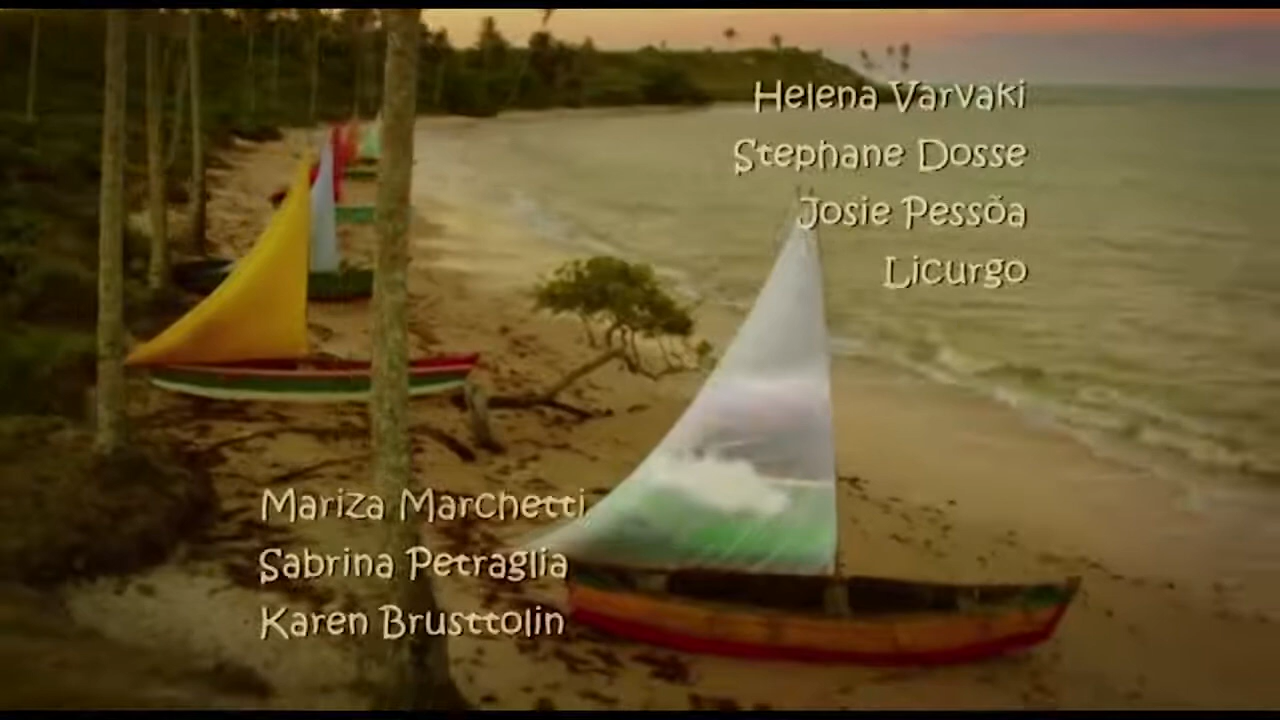 Helena Varvaki
Stephane Dosse
Josie Pessôa
Licurgo
Mariza Marchetti
Sabrina Petraglia
Karen Brusttolin